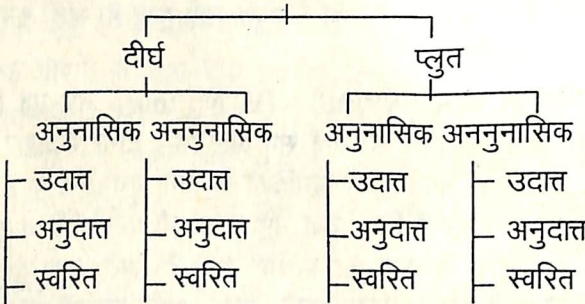 दीर्घ प्लुत
अनुनासिक अननुनासिक अनुनासिक अननुनासिक
उदात्त उदात्त उदात्त उदात्त
अनुदात्त अनुदात्त अनुदात्त अनुदात्त
स्वरित स्वरित स्वरित स्वरित